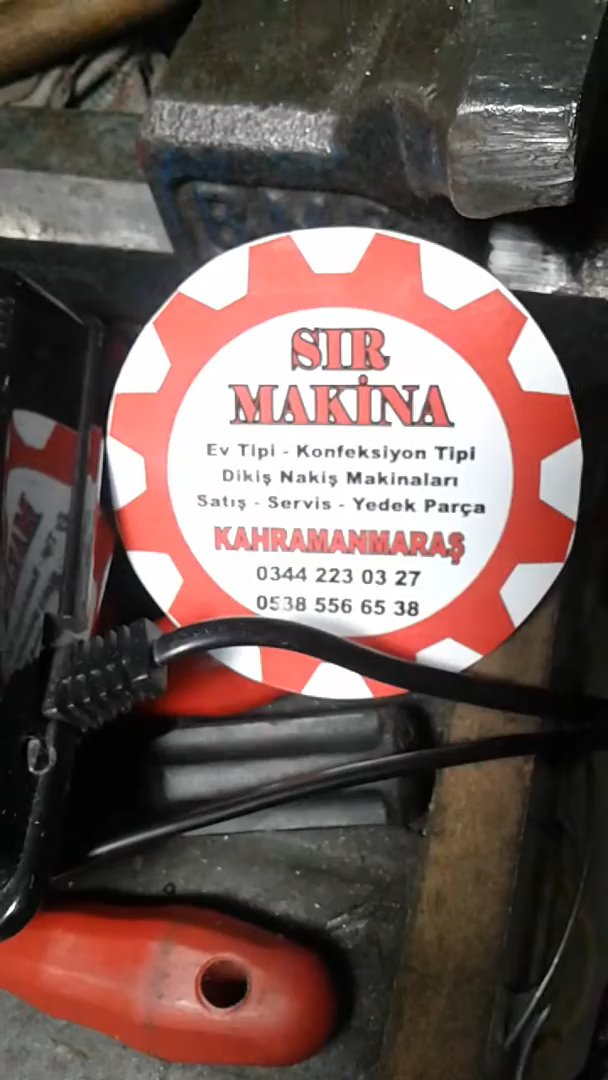 SIR
MAKİNA
Ev Tipi - Konfeksiyon Tipi
Dikiş Nakiş Makinaları
Satış - Servis - Yedek Parça
KAHRAMANMARAŞ
0344 223 03 27
0538 556 65 38